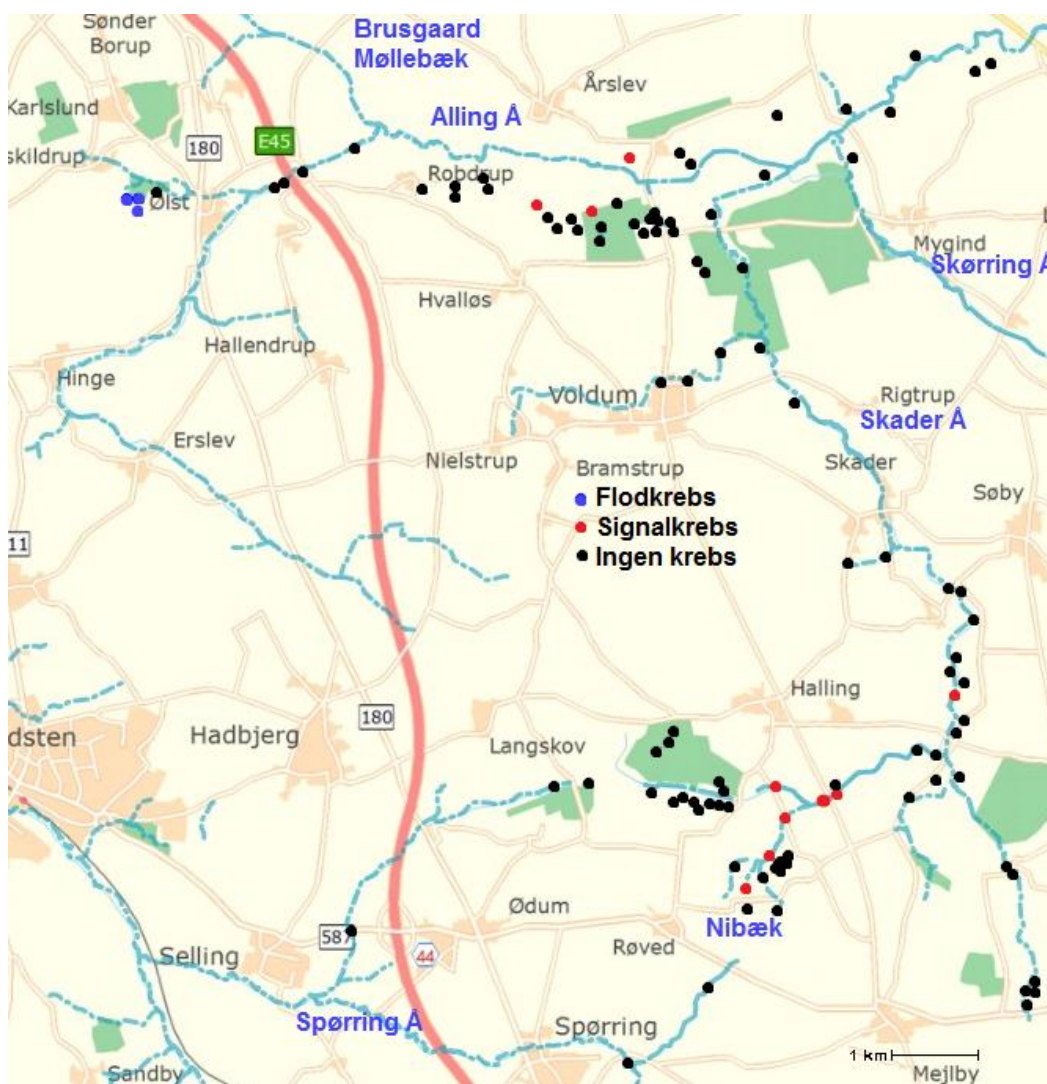 Sønder
Borup
Brusgaard
Møllebæk
Årslev
Karlslund
Alling Å
E45
180
skildrup
Robdrup
Ølst
Mygind
Skørring Å
Hvalløs
Hallendrup
Hinge
Voldum
Rigtrup
Skader Å
Erslev
Nielstrup
Bramstrup
Skader
Søby
Flodkrebs
Signalkrebs
Ingen krebs
11
Halling
180
dsten
Hadbjerg
Langskov
Ødum
Nibæk
587
Røved
Selling
44
Spørring Å
Spørring
1 km
Sandby
Mejlby